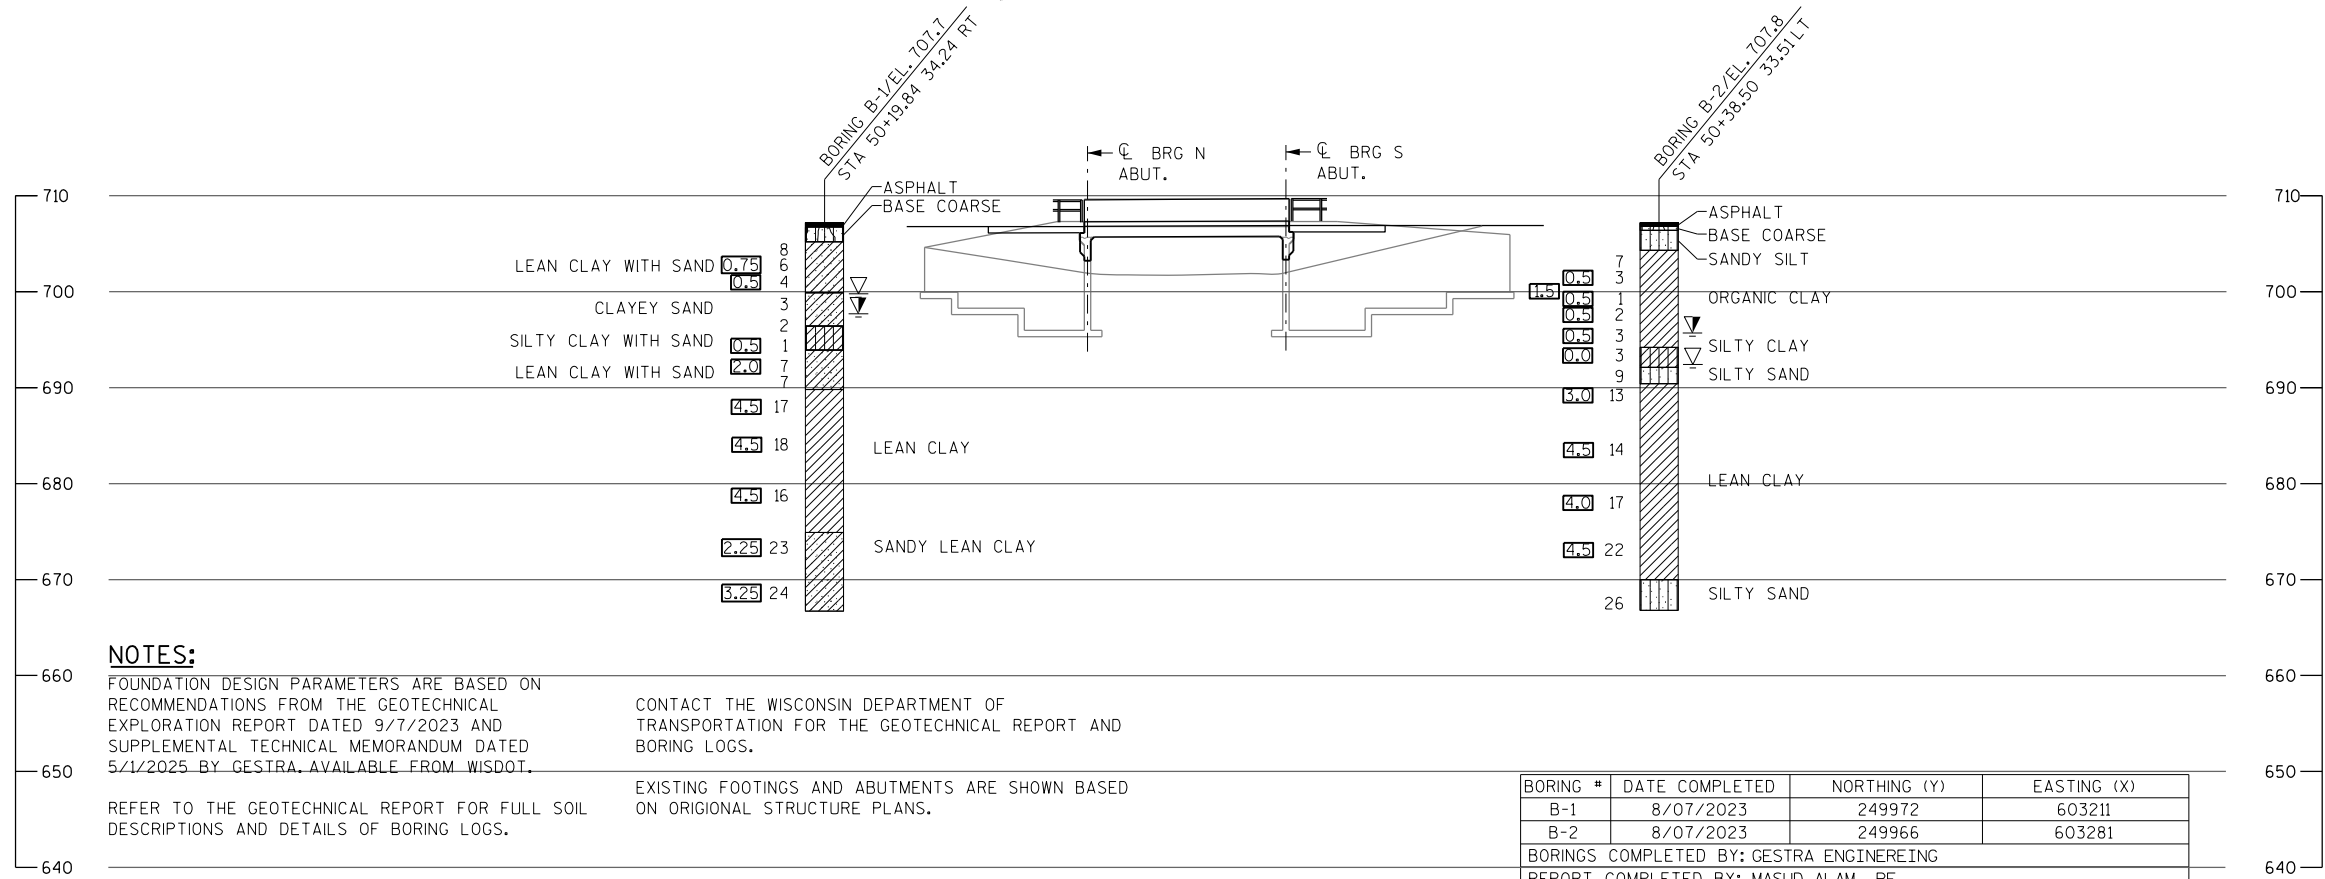 BORING B-1/EL. 707.7
STA 50+19.84 34.24 RT
BORING B-2/EL. 707.8
STA 50+38.50 33.51 LT
℄ BRG N
ABUT.
℄ BRG S
ABUT.
710
710
ASPHALT
BASE COARSE
8
LEAN CLAY WITH SAND 0.75 6
0.5 4
CLAYEY SAND 3
2
SILTY CLAY WITH SAND
0.5 1
2.0 7
LEAN CLAY WITH SAND
7
4.5 17
4.5 18
LEAN CLAY
4.5 16
2.25 23
SANDY LEAN CLAY
3.25 24
ASPHALT
BASE COARSE
SANDY SILT
7
0.5 3
1.5 0.5 1
ORGANIC CLAY
0.5 2
0.5 3
SILTY CLAY
0.0 3
SILTY SAND
9
3.0 13
4.5 14
LEAN CLAY
4.0 17
4.5 22
SILTY SAND
26
700
700
690
690
680
680
670
670
660
660
650
650
640
640
NOTES:
FOUNDATION DESIGN PARAMETERS ARE BASED ON
RECOMMENDATIONS FROM THE GEOTECHNICAL
EXPLORATION REPORT DATED 9/7/2023 AND
SUPPLEMENTAL TECHNICAL MEMORANDUM DATED
5/1/2025 BY GESTRA. AVAILABLE FROM WISDOT.
REFER TO THE GEOTECHNICAL REPORT FOR FULL SOIL
DESCRIPTIONS AND DETAILS OF BORING LOGS.
CONTACT THE WISCONSIN DEPARTMENT OF
TRANSPORTATION FOR THE GEOTECHNICAL REPORT AND
BORING LOGS.
EXISTING FOOTINGS AND ABUTMENTS ARE SHOWN BASED
ON ORIGIONAL STRUCTURE PLANS.
BORING # DATE COMPLETED NORTHING (Y) EASTING (X)
B-1 8/07/2023 249972 603211
B-2 8/07/2023 249966 603281
BORINGS COMPLETED BY: GESTRA ENGINEREING
REPORT COMPLETED BY: MASUD ALAM, PE